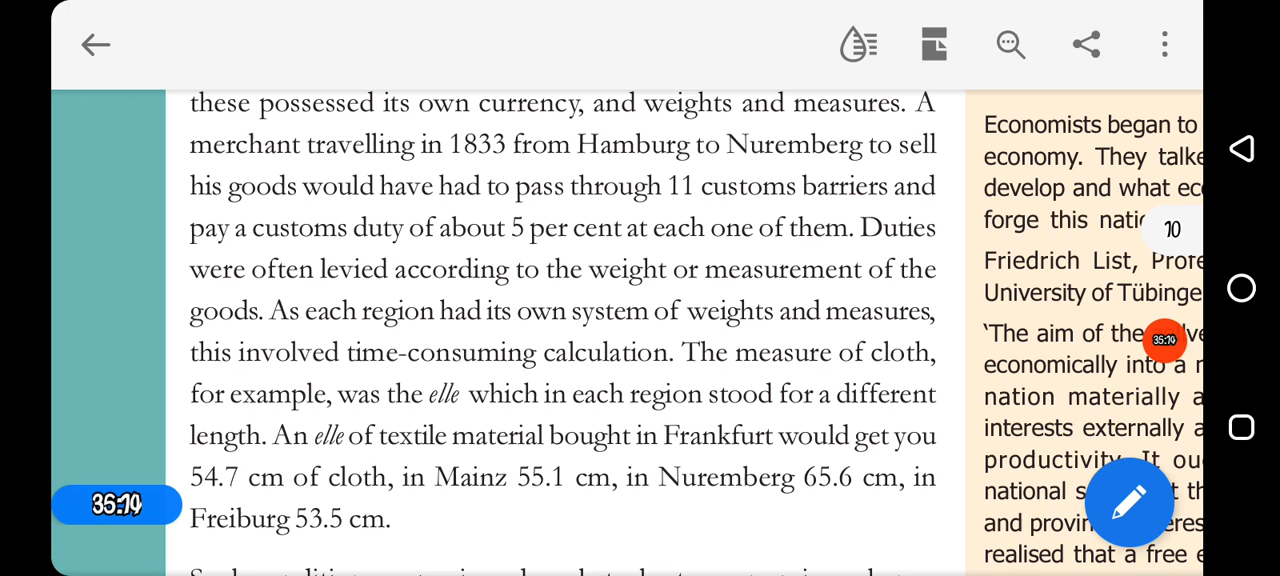 these possessed its own currency, and weights and measures. A
merchant travelling in 1833 from Hamburg to Nuremberg to sell
his goods would have had to pass through 11 customs barriers and
pay a customs duty of about 5 per cent at each one of them. Duties
were often levied according to the weight or measurement of the
goods. As each region had its own system of weights and measures,
this involved time-consuming calculation. The measure of cloth,
for example, was the elle which in each region stood for a different
length. An elle of textile material bought in Frankfurt would get you
54.7 cm of cloth, in Mainz 55.1 cm, in Nuremberg 65.6 cm, in
Freiburg 53.5 cm.
Economists began to
economy. They talke
develop and what ec
forge this natio
10
Friedrich List, Profe
University of Tübinge
'The aim of the
economically into a n
nation materially a
interests externally a
productivity. It ou
national
and provin
realised that a free e